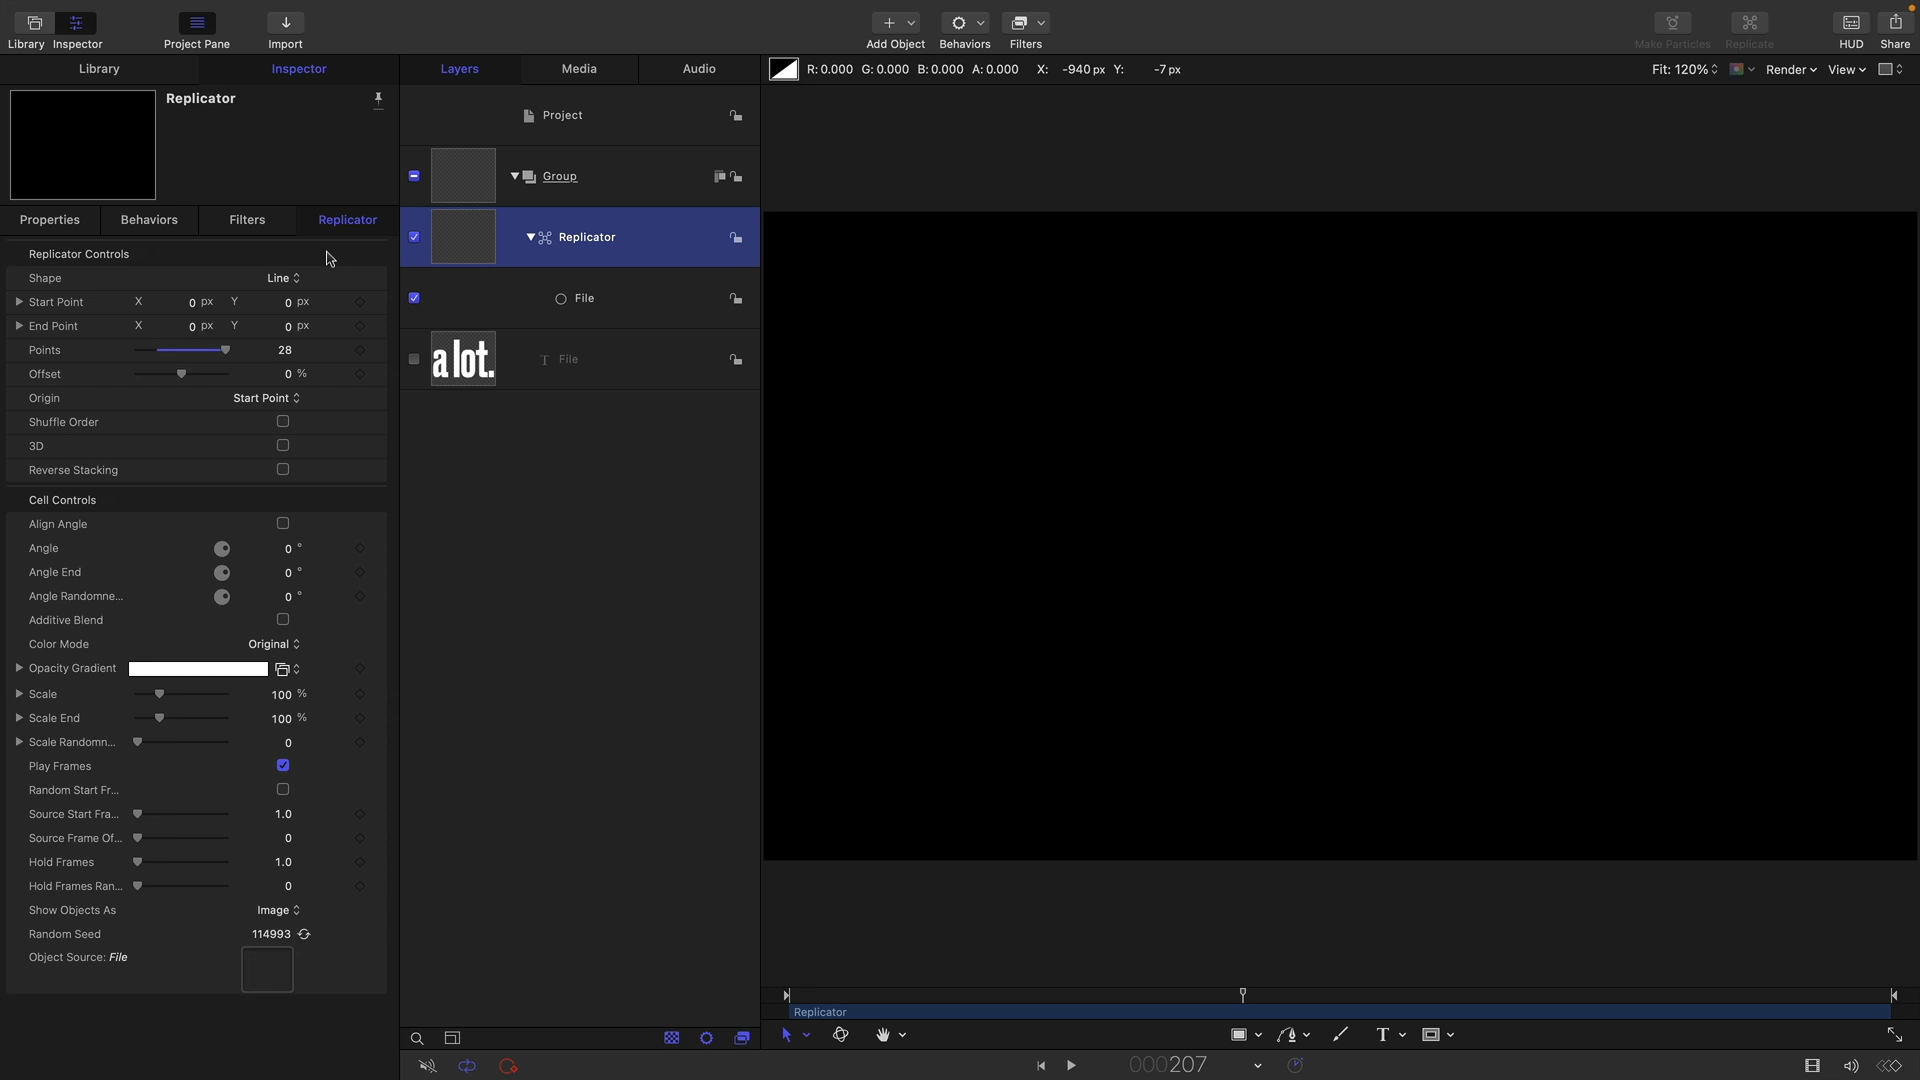 Library Inspector Project Pane Import Add Object Behaviors Filters Make Particles Replicate HUD Share
Library Inspector Layers Media Audio R: 0.000 G: 0.000 B: 0.000 A: 0.000 X: -940 px Y: -7 px Fit: 120% Render View
Replicator
Project
Group
Properties Behaviors Filters Replicator
Replicator
Replicator Controls
Shape Line
Start Point X 0 px Y 0 px
File
End Point X 0 px Y 0 px
Points 28
a lot. File
Offset 0 %
Origin Start Point
Shuffle Order
3D
Reverse Stacking
Cell Controls
Align Angle
Angle 0 °
Angle End 0 °
Angle Randomne... 0 °
Additive Blend
Color Mode Original
Opacity Gradient
Scale 100 %
Scale End 100 %
Scale Randomn... 0
Play Frames
Random Start Fr...
Source Start Fra... 1.0
Source Frame Of... 0
Hold Frames 1.0
Hold Frames Ran... 0
Show Objects As Image
Random Seed 114993
Object Source: File
Replicator
T
000207